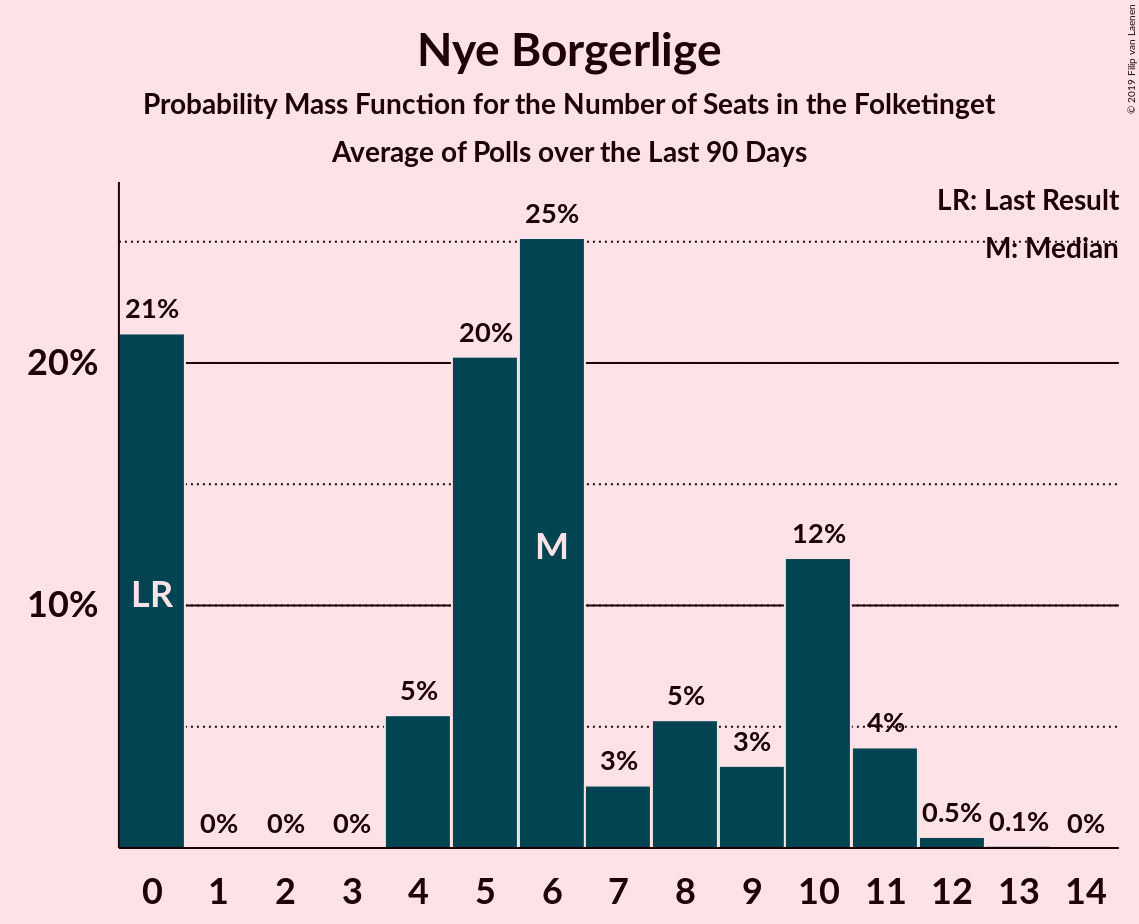 Nye Borgerlige
Probability Mass Function for the Number of Seats in the Folketinget
Average of Polls over the Last 90 Days
© 2019 Filip van Laenen
LR: Last Result
M: Median
25%
21%
20%
20%
12%
10%
LR
M
5%
5%
4%
3%
3%
0%
0%
0%
0.5%
0.1%
0%
0 1 2 3 4 5 6 7 8 9 10 11 12 13 14